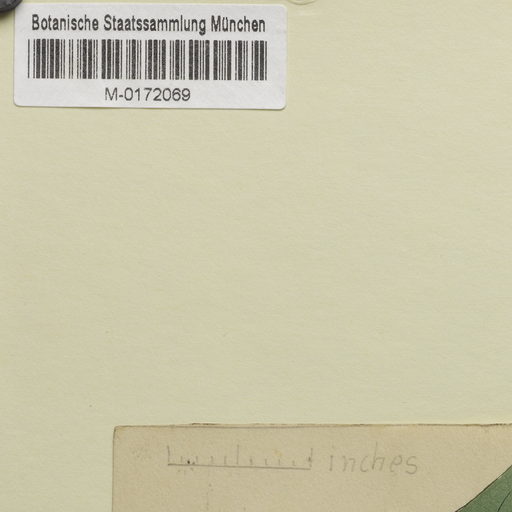 Botanische Staatssammlung München
M-0172069
inches